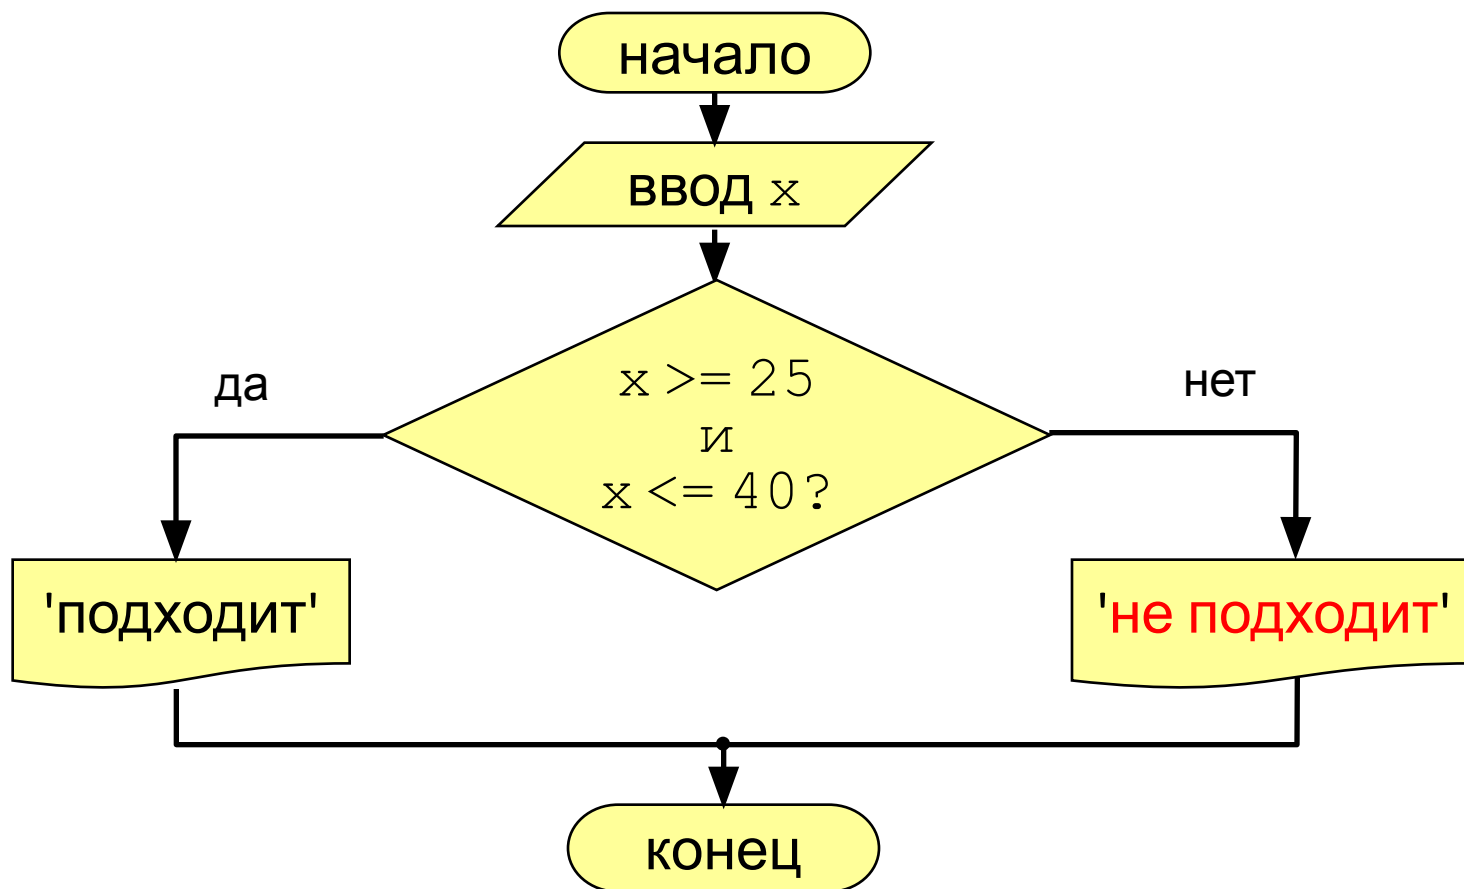 начало
ввод x
x >= 25
и
x <= 40?
да
нет
'подходит'
'не подходит'
конец